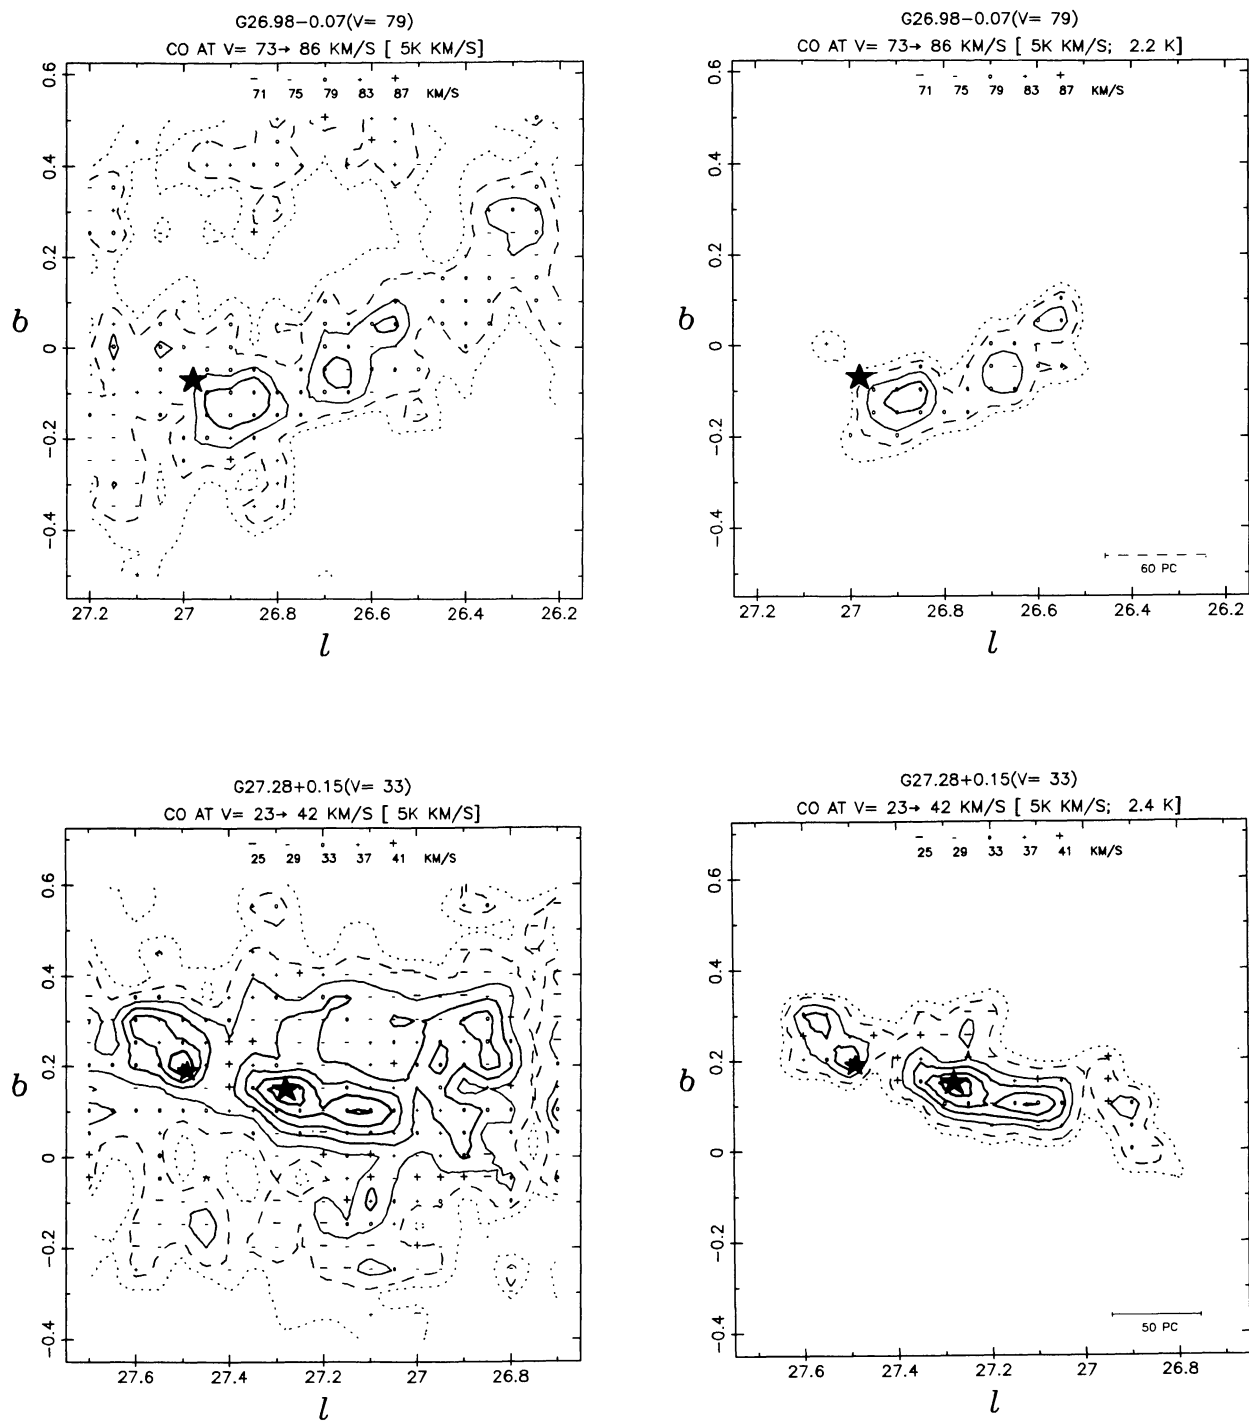 G26.98−0.07(V= 79)
CO AT V= 73→ 86 KM/S [ 5K KM/S]
− - o · +
71 75 79 83 87 KM/S
0.6
0.4
0.2
0
−0.2
−0.4
b
27.2 27 26.8 26.6 26.4 26.2
l
G26.98−0.07(V= 79)
CO AT V= 73→ 86 KM/S [ 5K KM/S; 2.2 K]
− - o · +
71 75 79 83 87 KM/S
0.6
0.4
0.2
0
−0.2
−0.4
b
60 PC
27.2 27 26.8 26.6 26.4 26.2
l
G27.28+0.15(V= 33)
CO AT V= 23→ 42 KM/S [ 5K KM/S]
− - o · +
25 29 33 37 41 KM/S
0.6
0.4
0.2
0
−0.2
−0.4
b
27.6 27.4 27.2 27 26.8
l
G27.28+0.15(V= 33)
CO AT V= 23→ 42 KM/S [ 5K KM/S; 2.4 K]
− - o · +
25 29 33 37 41 KM/S
0.6
0.4
0.2
0
−0.2
−0.4
b
50 PC
27.6 27.4 27.2 27 26.8
l